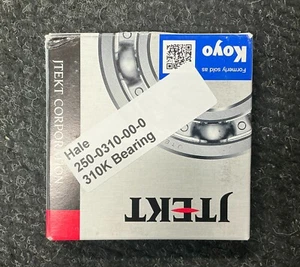 JTEKT CORPORATION
Formerly sold as
Koyo
Hale
250-0310-00-0
310K Bearing
JTEKT